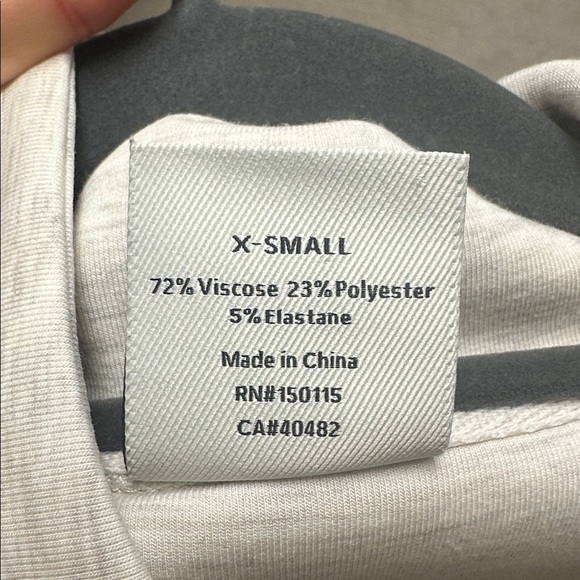 X-SMALL
72% Viscose 23% Polyester
5% Elastane
Made in China
RN#150115
CA#40482